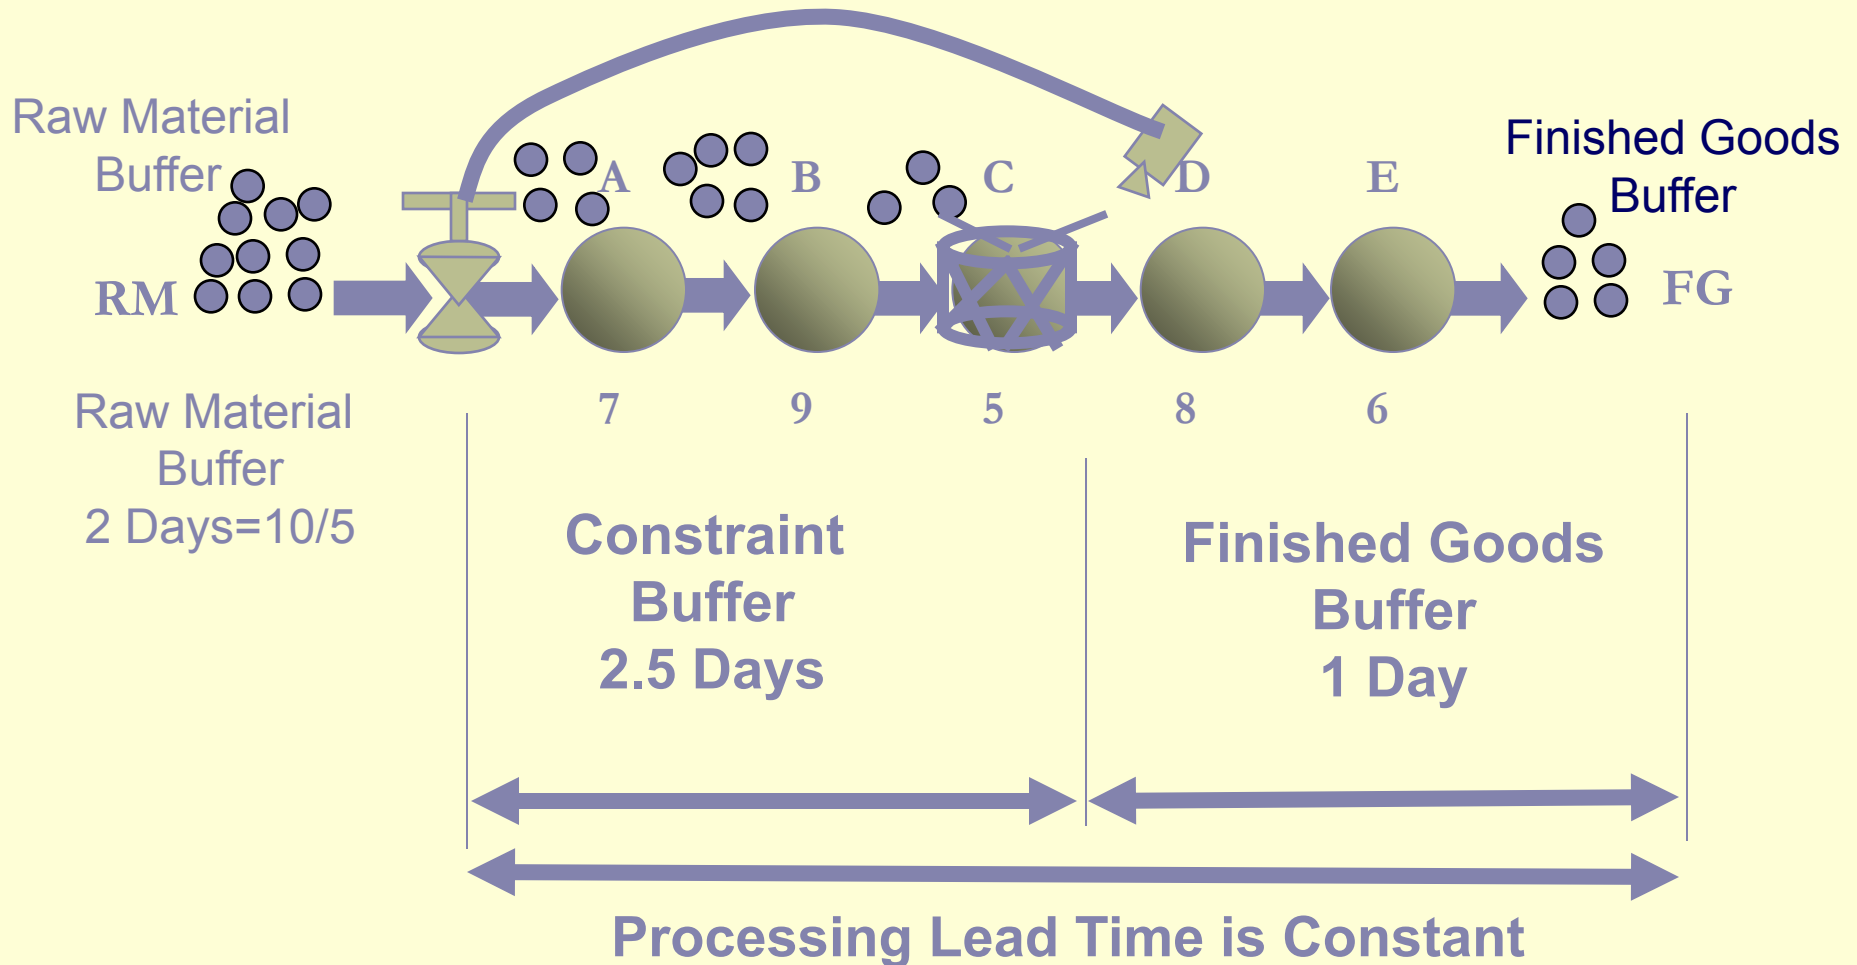 Raw Material
Buffer
Finished Goods
Buffer
A
B
C
D
E
RM
FG
7
9
5
8
6
Raw Material
Buffer
2 Days=10/5
Constraint
Buffer
2.5 Days
Finished Goods
Buffer
1 Day
Processing Lead Time is Constant